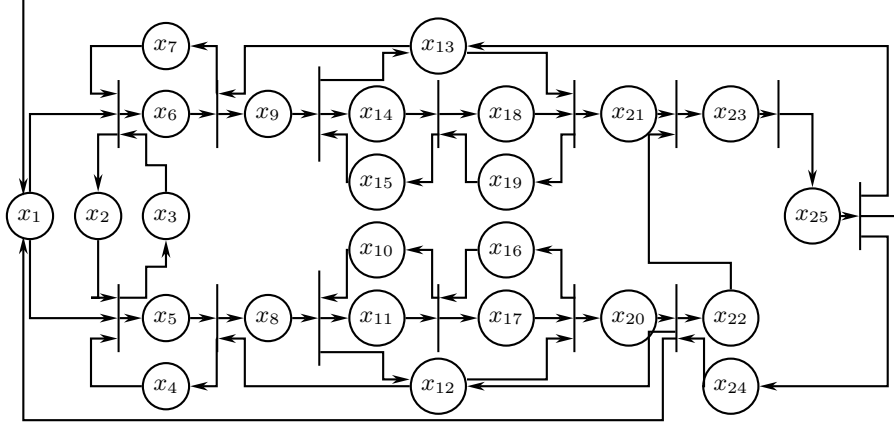 x₇ x₁₃
x₆ x₉ x₁₄ x₁₈ x₂₁ x₂₃
x₁₅ x₁₉
x₁ x₂ x₃ x₂₅
x₁₀ x₁₆
x₅ x₈ x₁₁ x₁₇ x₂₀ x₂₂
x₄ x₁₂ x₂₄